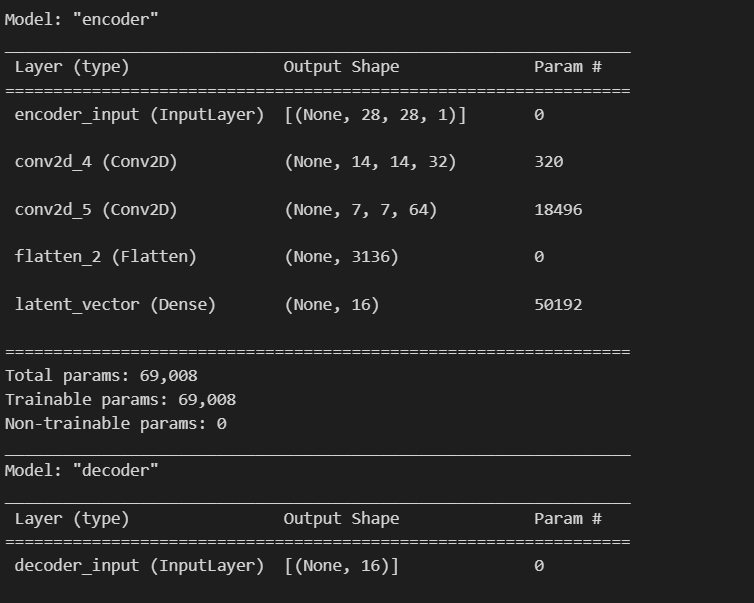 Model: "encoder"
_________________________________________________________________
Layer (type)                Output Shape              Param #
=================================================================
encoder_input (InputLayer)  [(None, 28, 28, 1)]       0
conv2d_4 (Conv2D)           (None, 14, 14, 32)        320
conv2d_5 (Conv2D)           (None, 7, 7, 64)          18496
flatten_2 (Flatten)         (None, 3136)              0
latent_vector (Dense)       (None, 16)                50192
=================================================================
Total params: 69,008
Trainable params: 69,008
Non-trainable params: 0
_________________________________________________________________
Model: "decoder"
_________________________________________________________________
Layer (type)                Output Shape              Param #
=================================================================
decoder_input (InputLayer)  [(None, 16)]              0